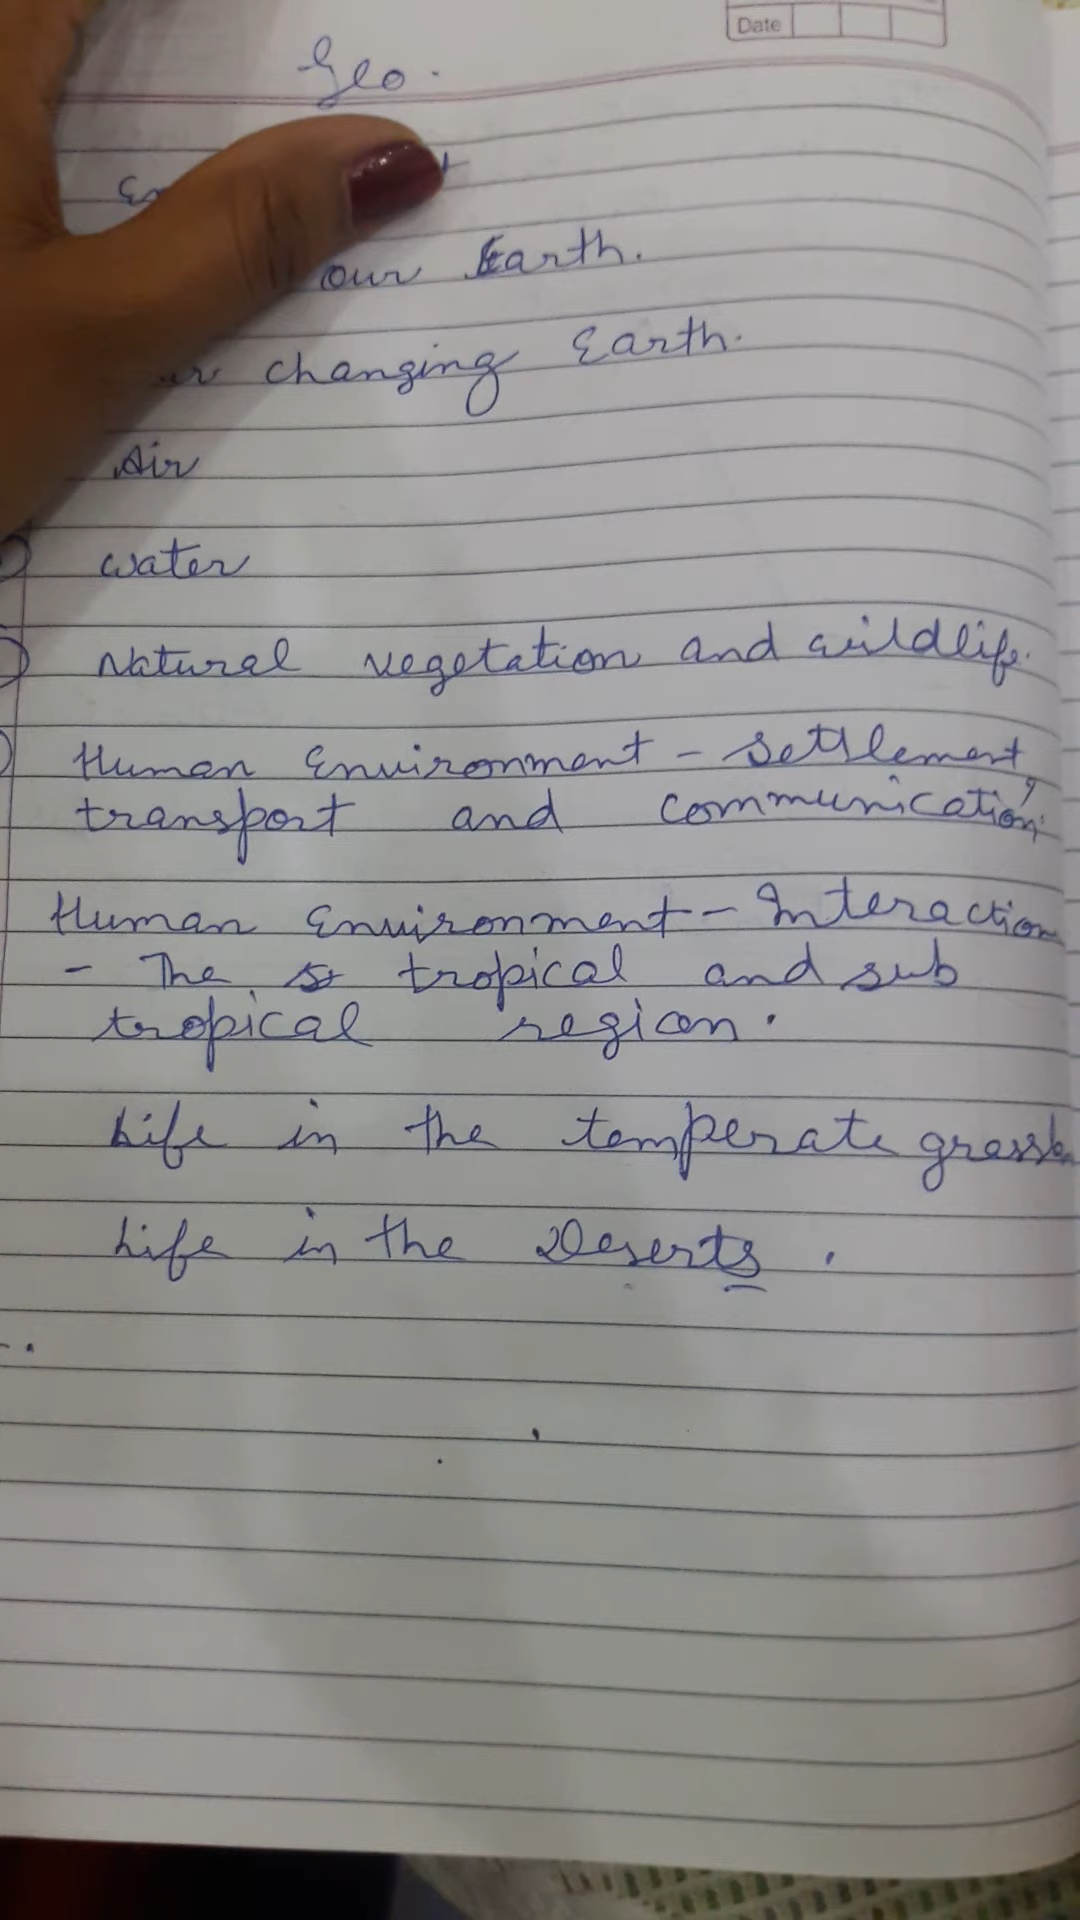 Date
Geo.
our Earth.
changing Earth.
Air
water
Natural vegetation and wildlife.
Human Environment - Settlement,
transport and communication.
Human Environment - Interaction
- The tropical and sub
tropical region.
Life in the temperate
Life in the Deserts.